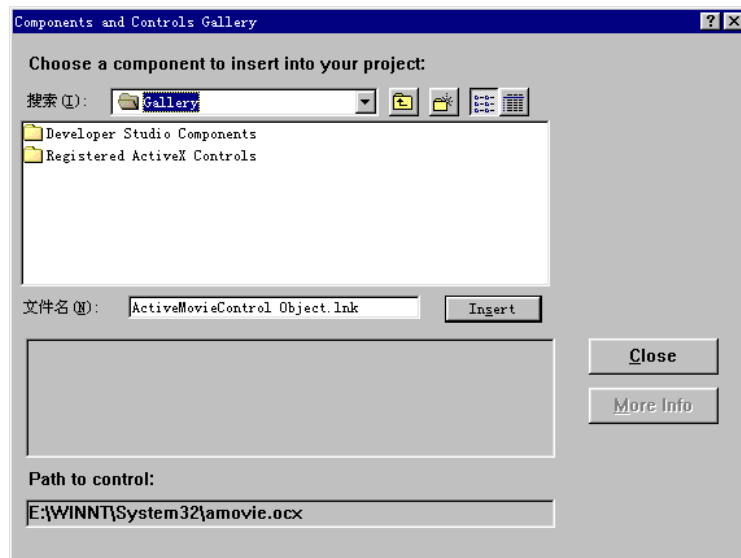 Components and Controls Gallery
Choose a component to insert into your project:
搜索(I): Gallery
Developer Studio Components
Registered ActiveX Controls
文件名(N): ActiveMovieControl Object.lnk Insert
Close
More Info
Path to control:
E:\WINNT\System32\amovie.ocx